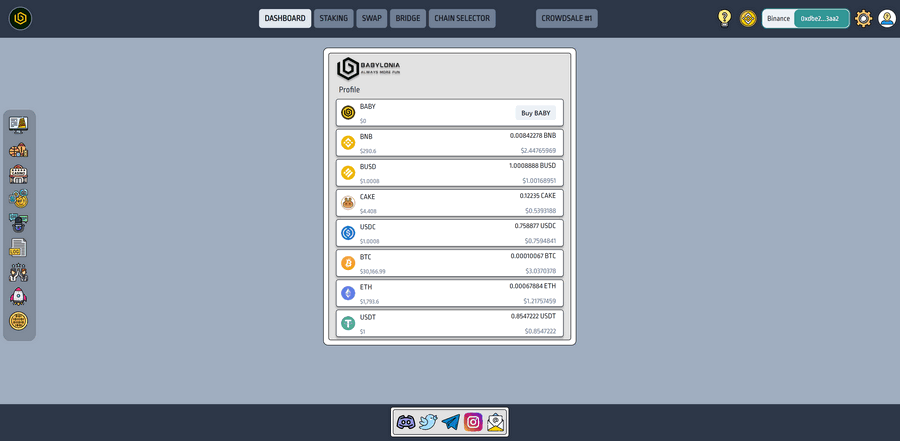 DASHBOARD STAKING SWAP BRIDGE CHAIN SELECTOR CROWDSALE #1 Binance 0xdbe2...3aa2
BABYLONIA
ALWAYS MORE FUN
Profile
BABY
$0
Buy BABY
BNB 0.00842278 BNB
$290.6 $2.44765969
BUSD 1.0008888 BUSD
$1.0008 $1.00168951
CAKE 0.12235 CAKE
$4.408 $0.5393188
USDC 0.758877 USDC
$1.0008 $0.7594841
BTC 0.00010067 BTC
$30,166.99 $3.0370378
ETH 0.00067884 ETH
$1,793.6 $1.21757459
USDT 0.8547222 USDT
$1 $0.8547222